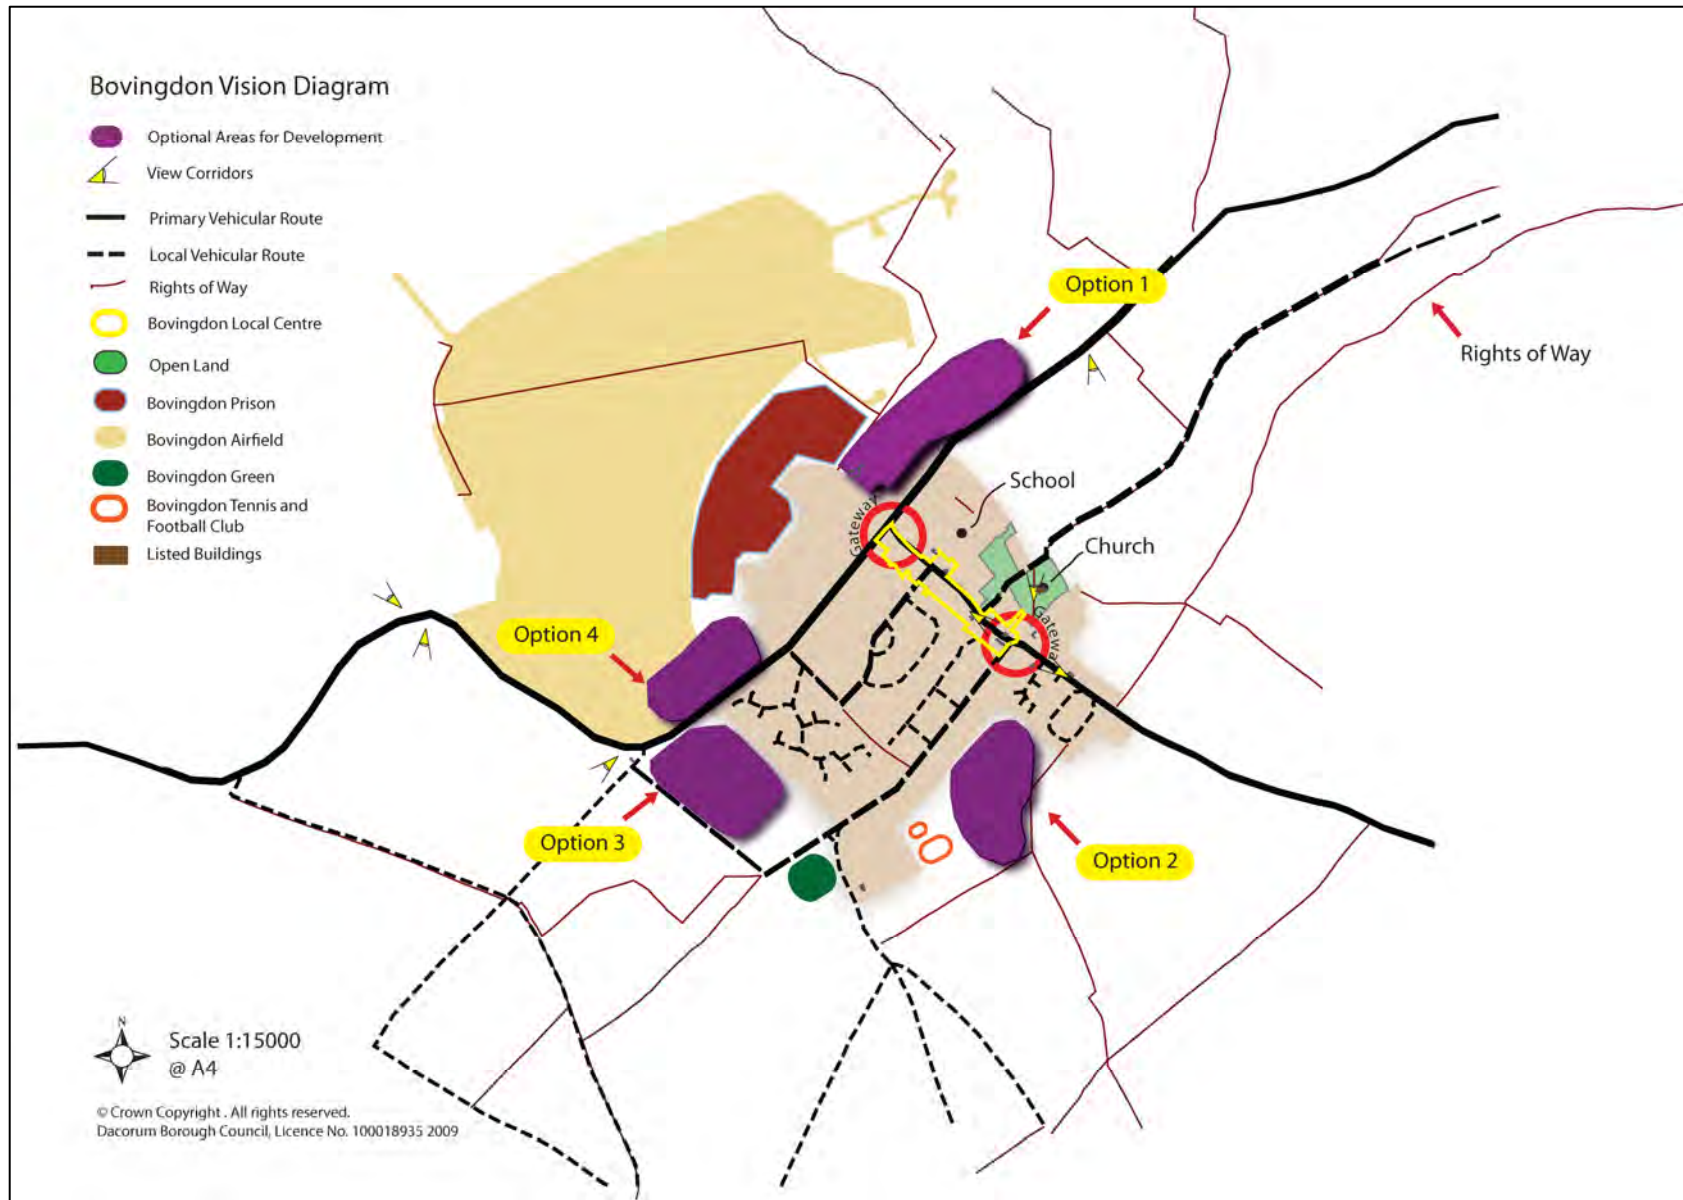 Bovingdon Vision Diagram
Optional Areas for Development
View Corridors
Primary Vehicular Route
Local Vehicular Route
Rights of Way
Bovingdon Local Centre
Open Land
Bovingdon Prison
Bovingdon Airfield
Bovingdon Green
Bovingdon Tennis and
Football Club
Listed Buildings
Option 1
Rights of Way
School
Gateway
Church
Gateway
Option 4
Option 3
Option 2
N
Scale 1:15000
@ A4
© Crown Copyright . All rights reserved.
Dacorum Borough Council, Licence No. 100018935 2009